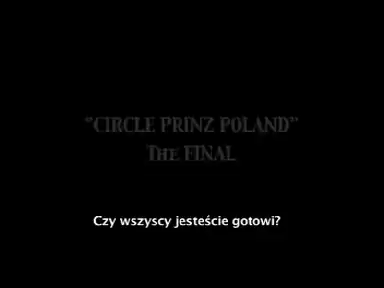 "CIRCLE PRINZ POLAND"
THE FINAL
Czy wszyscy jesteście gotowi?